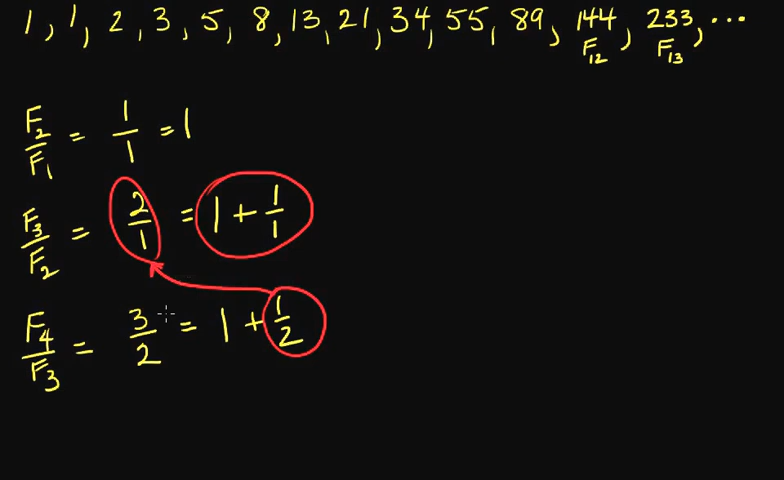 1, 1, 2, 3, 5, 8, 13, 21, 34, 55, 89, 144, 233, ...
F₁₂ F₁₃
F₂/F₁ = 1/1 = 1
F₃/F₂ = 2/1 = 1 + 1/1
F₄/F₃ = 3/2 = 1 + 1/2